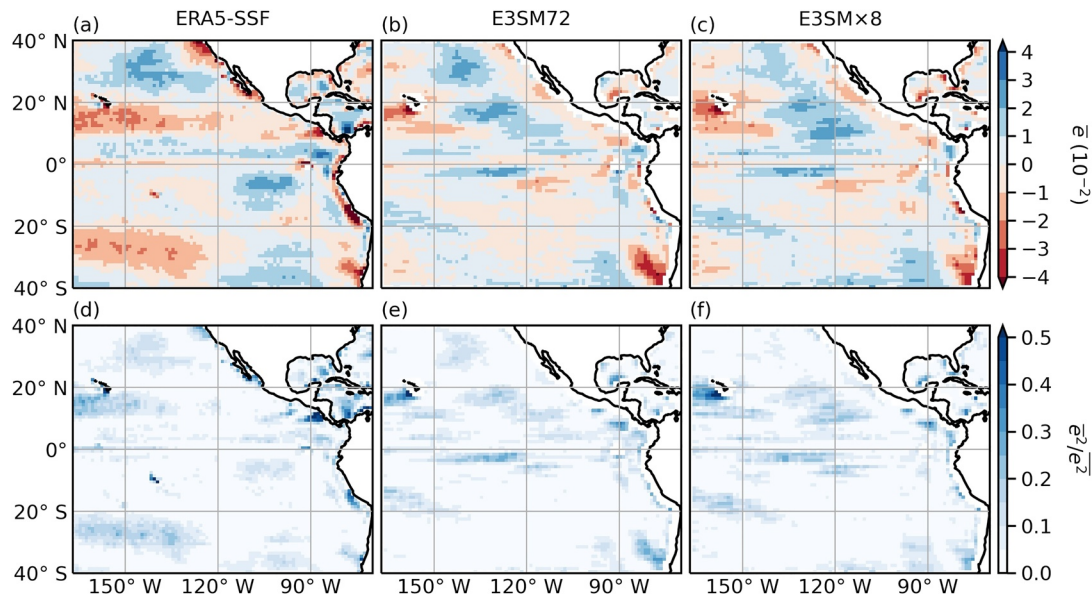 ERA5-SSF E3SM72 E3SM×8
(a) (b) (c)
40° N
20° N
0°
20° S
40° S
4
3
2
1
0
−1
−2
−3
−4
e̅ (10⁻²)
(d) (e) (f)
40° N
20° N
0°
20° S
40° S
150° W 120° W 90° W 150° W 120° W 90° W 150° W 120° W 90° W
0.5
0.4
0.3
0.2
0.1
0.0
e̅²/e̅²̅